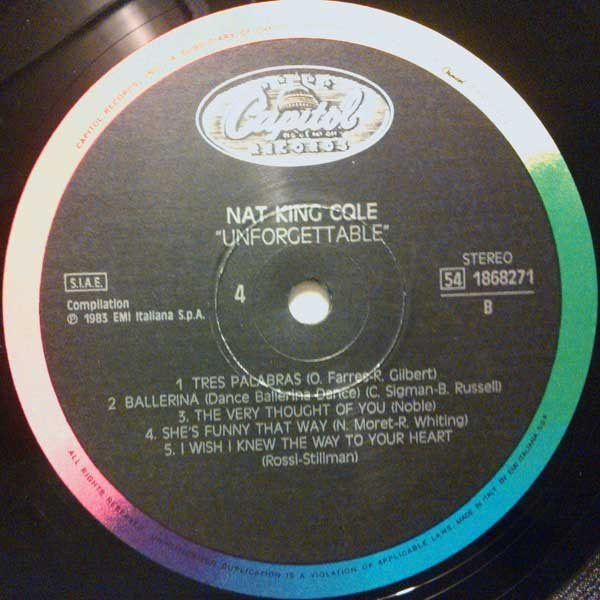 Capitol
RECORDS
NAT KING COLE
"UNFORGETTABLE"
S.I.A.E.
Compilation
℗ 1983 EMI Italiana S.p.A.
4
STEREO
54 1868271
B
1 TRES PALABRAS (O. Farres-R. Gilbert)
2 BALLERINA (Dance Ballerina Dance) (C. Sigman-B. Russell)
3. THE VERY THOUGHT OF YOU (Noble)
4. SHE'S FUNNY THAT WAY (N. Moret-R. Whiting)
5. I WISH I KNEW THE WAY TO YOUR HEART
(Rossi-Stillman)
ALL RIGHTS RESERVED. DUPLICATION IS A VIOLATION OF APPLICABLE LAWS. MADE IN ITALY BY EMI ITALIANA S.P.A.
CAPITOL RECORDS, INC.